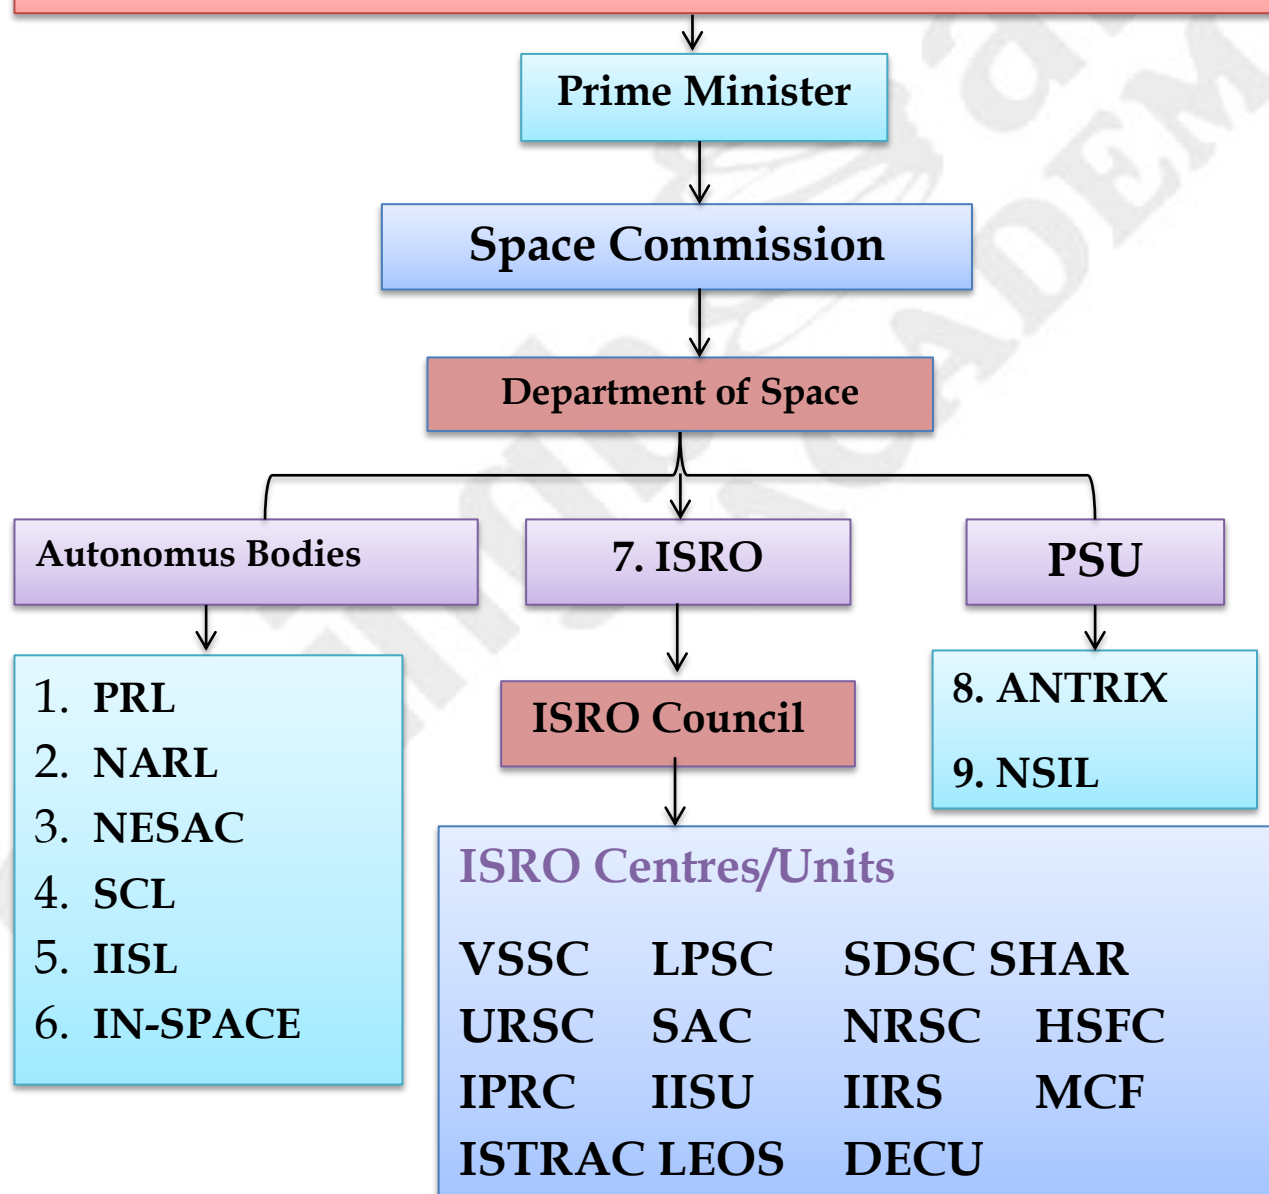 Prime Minister
Space Commission
Department of Space
Autonomus Bodies
7. ISRO
PSU
1. PRL
2. NARL
3. NESAC
4. SCL
5. IISL
6. IN-SPACE
ISRO Council
8. ANTRIX
9. NSIL
ISRO Centres/Units
VSSC LPSC SDSC SHAR
URSC SAC NRSC HSFC
IPRC IISU IIRS MCF
ISTRAC LEOS DECU